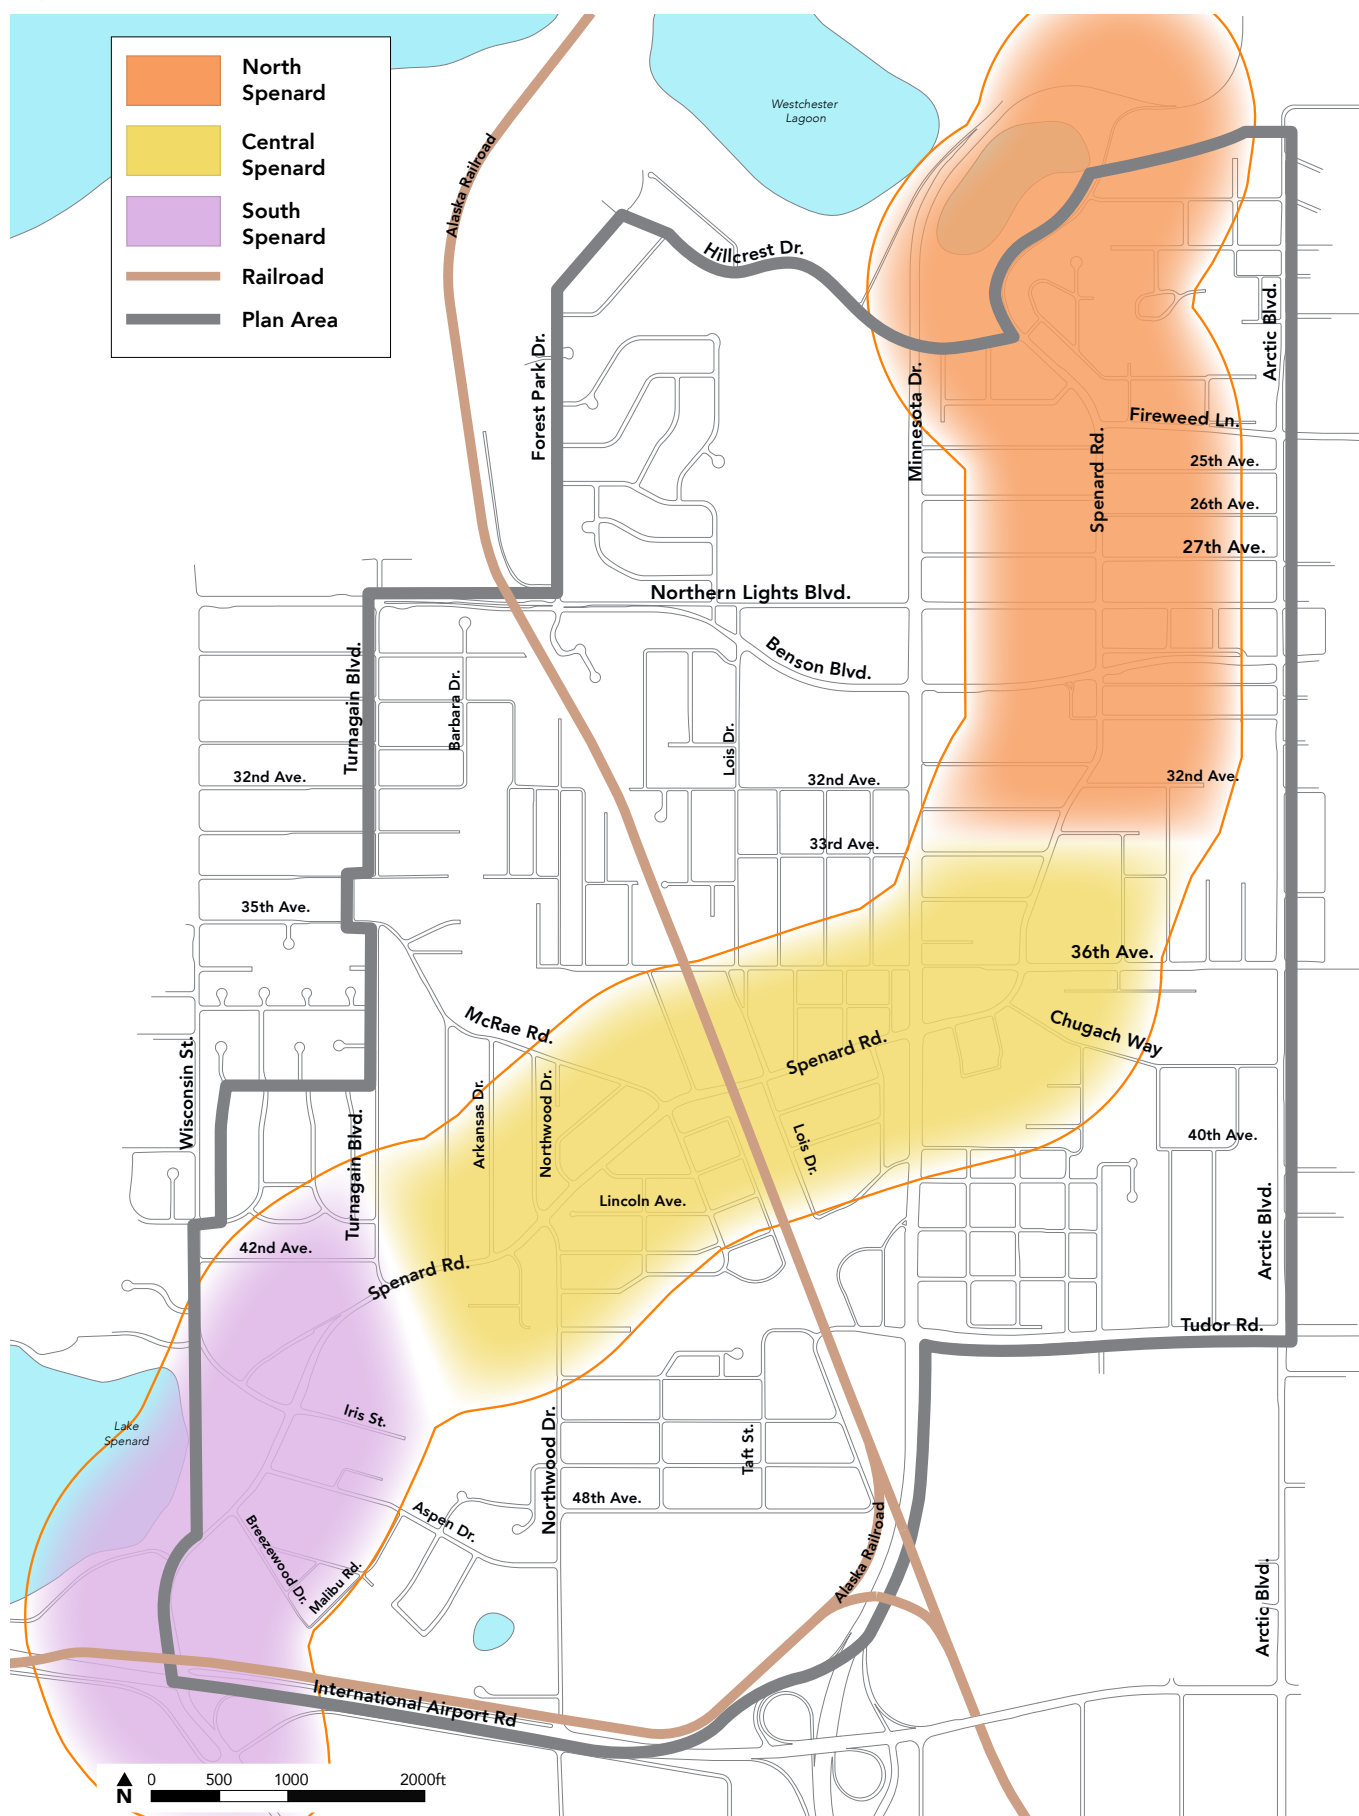 North
Spenard
Central
Spenard
South
Spenard
Railroad
Plan Area
Westchester
Lagoon
Alaska Railroad
Hillcrest Dr.
Forest Park Dr.
Arctic Blvd.
Minnesota Dr.
Fireweed Ln.
Spenard Rd.
25th Ave.
26th Ave.
27th Ave.
Northern Lights Blvd.
Benson Blvd.
Turnagain Blvd.
Barbara Dr.
Lois Dr.
32nd Ave.
32nd Ave.
32nd Ave.
33rd Ave.
35th Ave.
36th Ave.
McRae Rd.
Spenard Rd.
Chugach Way
Wisconsin St.
Arkansas Dr.
Northwood Dr.
Turnagain Blvd.
Lois Dr.
40th Ave.
Lincoln Ave.
42nd Ave.
Spenard Rd.
Arctic Blvd.
Tudor Rd.
Lake
Spenard
Iris St.
Northwood Dr.
Taft St.
48th Ave.
Aspen Dr.
Breezewood Dr.
Malibu Rd.
Alaska Railroad
Arctic Blvd.
International Airport Rd
N
0 500 1000 2000ft